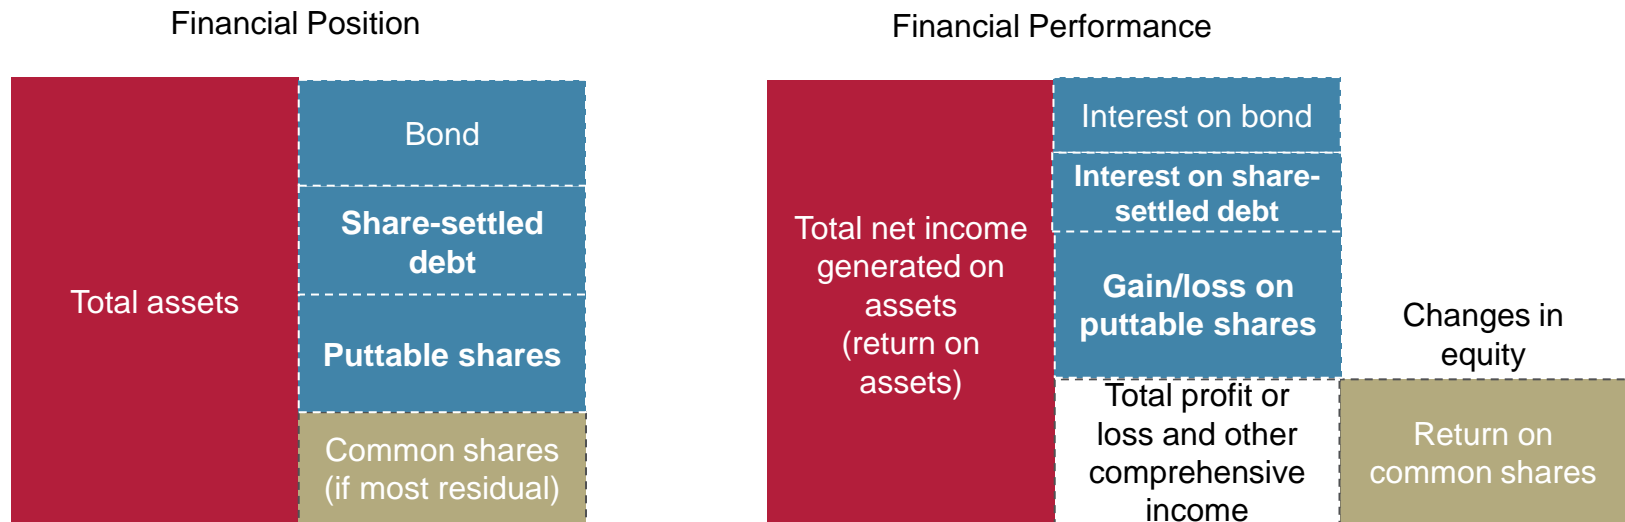 Financial Position
Total assets
Bond
Share-settled
debt
Puttable shares
Common shares
(if most residual)
Financial Performance
Total net income
generated on
assets
(return on
assets)
Interest on bond
Interest on share-
settled debt
Gain/loss on
puttable shares
Total profit or
loss and other
comprehensive
income
Changes in
equity
Return on
common shares